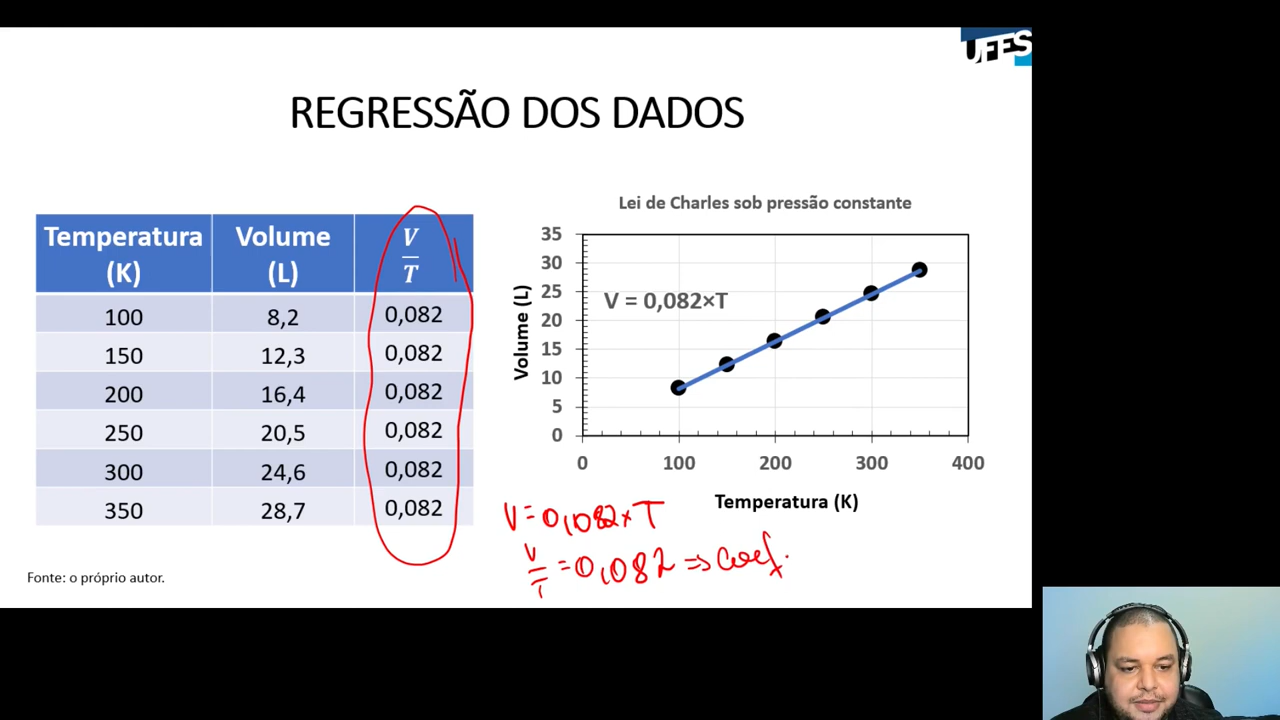 UFES
REGRESSÃO DOS DADOS
Temperatura (K) Volume (L) V/T
100 8,2 0,082
150 12,3 0,082
200 16,4 0,082
250 20,5 0,082
300 24,6 0,082
350 28,7 0,082
Fonte: o próprio autor.
Lei de Charles sob pressão constante
V = 0,082×T
Volume (L)
35
30
25
20
15
10
5
0
0 100 200 300 400
Temperatura (K)
V = 0,082 × T
V/T = 0,082 => Coef.